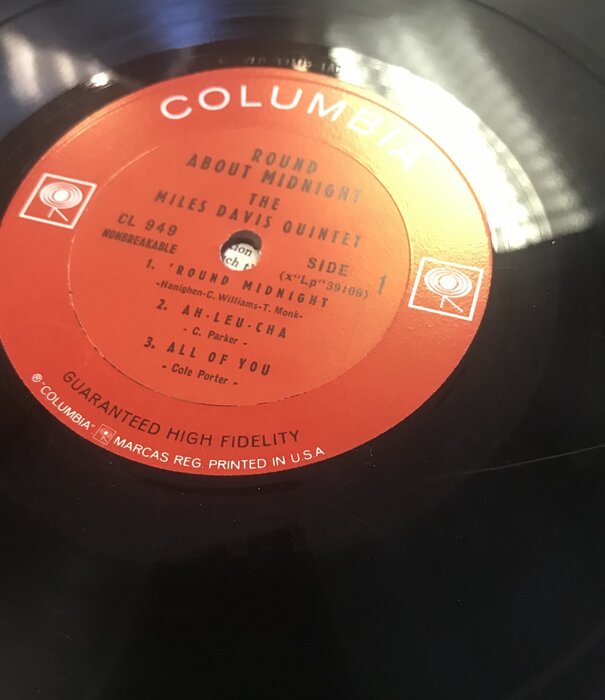 COLUMBIA
ROUND
ABOUT MIDNIGHT
THE
MILES DAVIS QUINTET
CL 949
NONBREAKABLE
SIDE 1
(x"Lp"39109)
1. 'ROUND MIDNIGHT
-Hanighen-C. Williams-T. Monk-
2. AH-LEU-CHA
- C. Parker -
3. ALL OF YOU
- Cole Porter -
GUARANTEED HIGH FIDELITY
® "COLUMBIA" MARCAS REG. PRINTED IN U.S.A